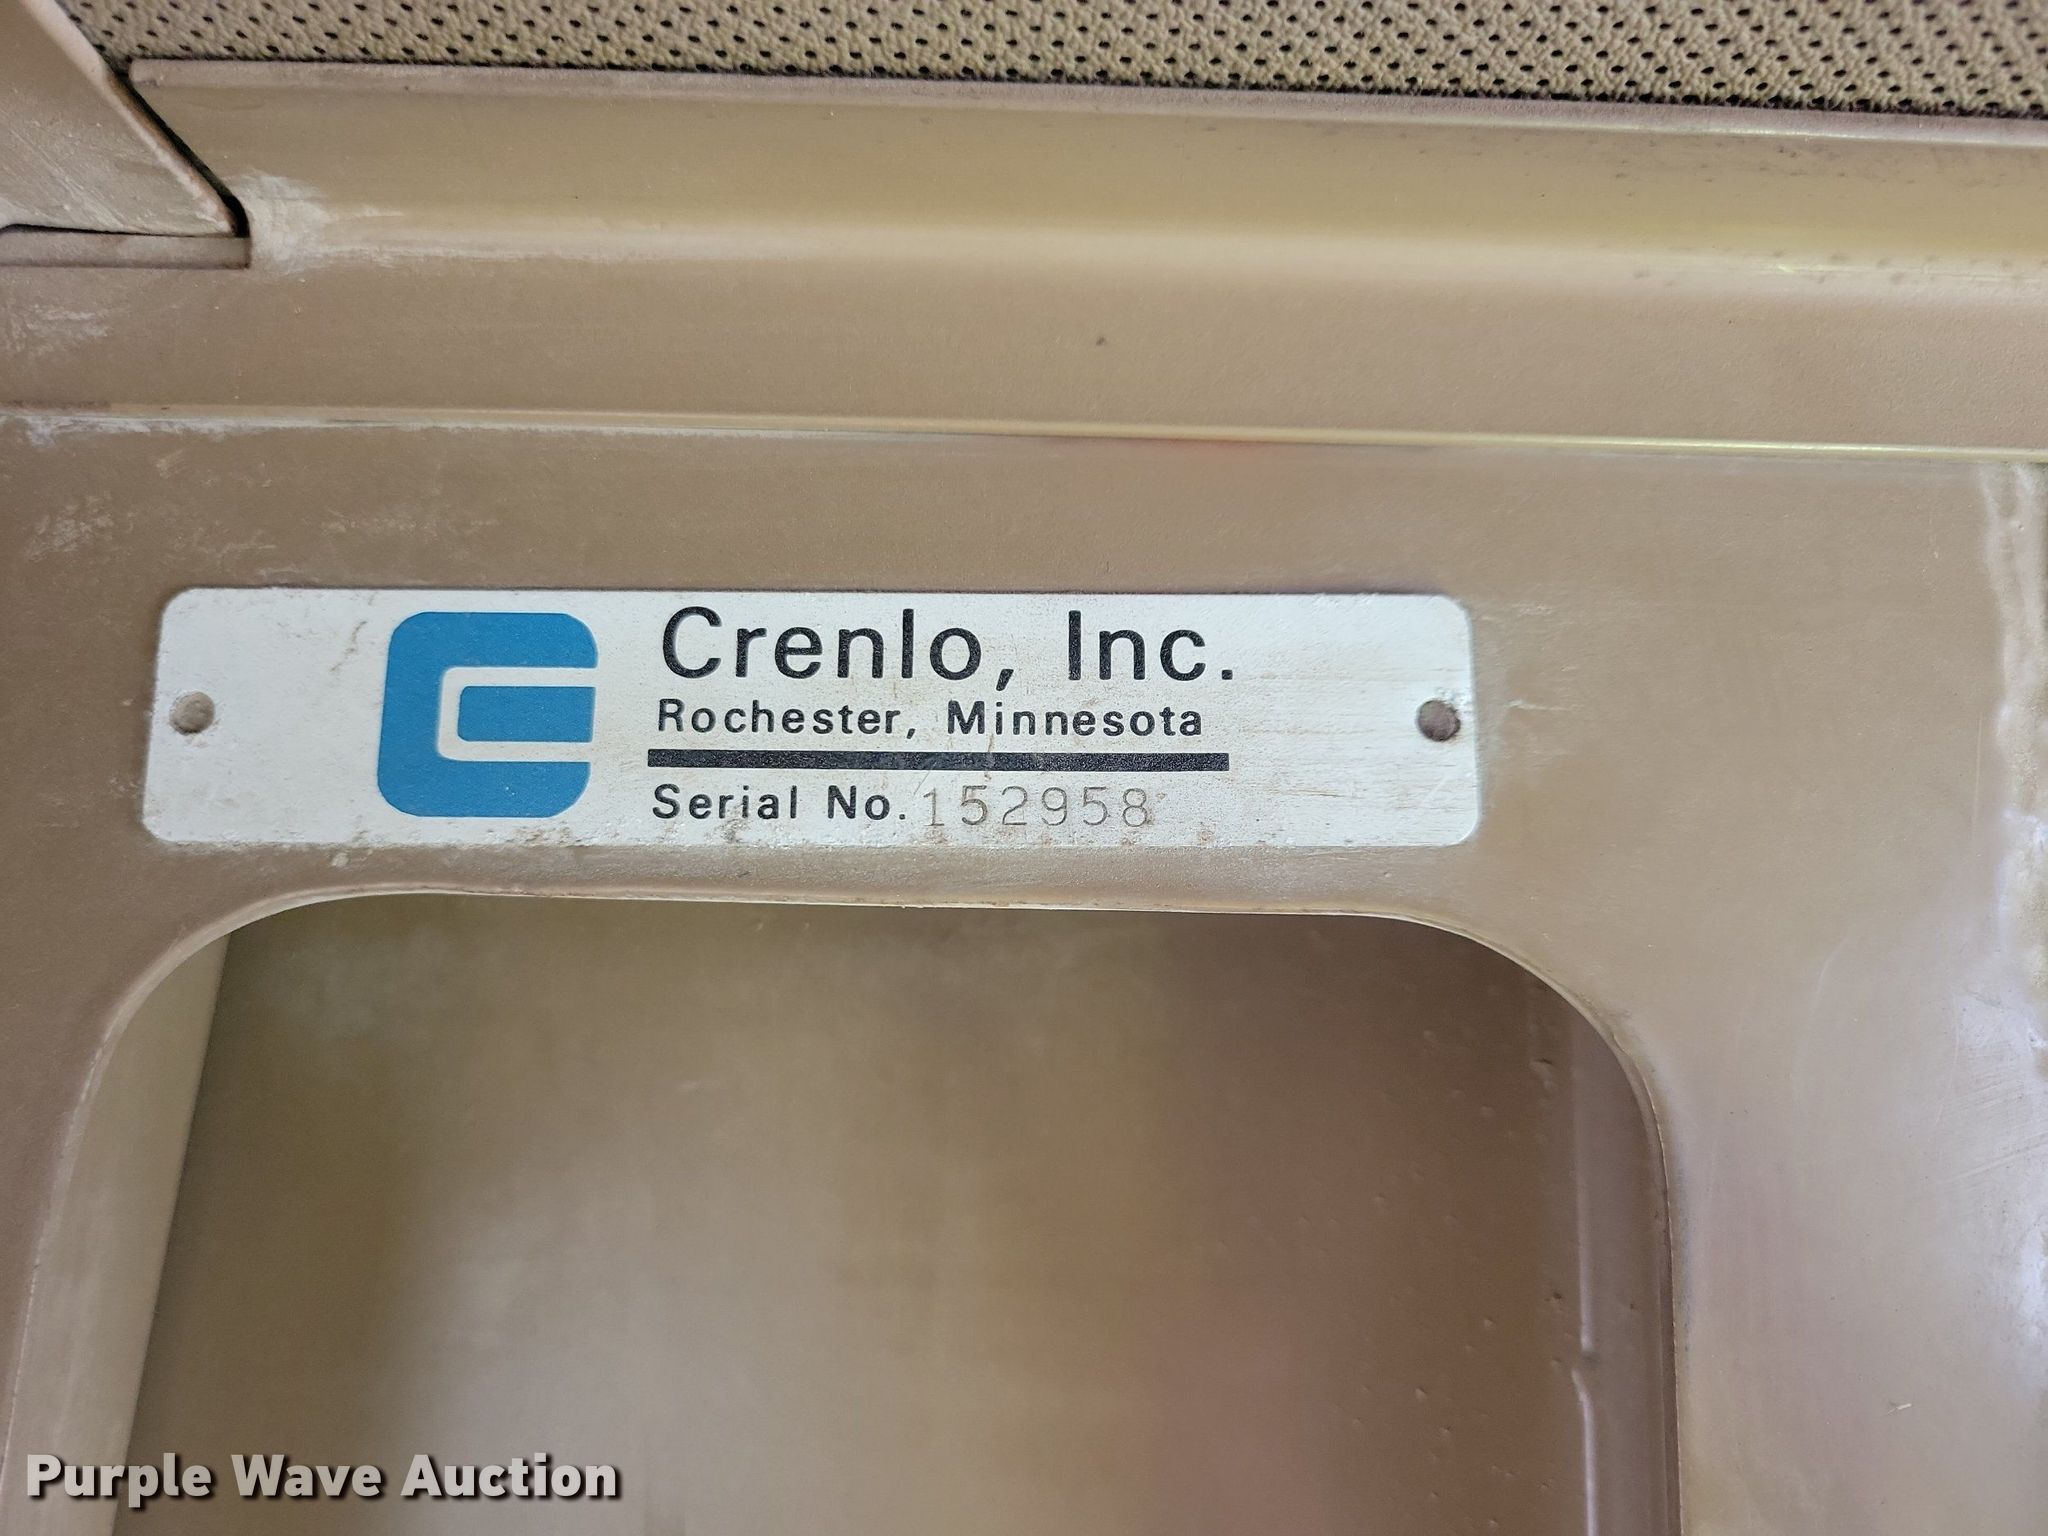 Crenlo, Inc.
Rochester, Minnesota
Serial No. 152958
Purple Wave Auction